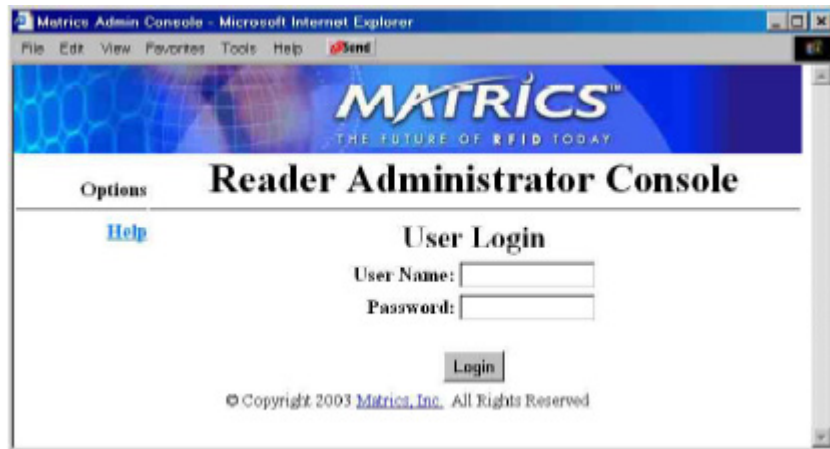 Matrics Admin Console - Microsoft Internet Explorer
File Edit View Favorites Tools Help Send
MATRICS™
THE FUTURE OF RFID TODAY
Options Reader Administrator Console
Help
User Login
User Name:
Password:
Login
© Copyright 2003 Matrics, Inc. All Rights Reserved